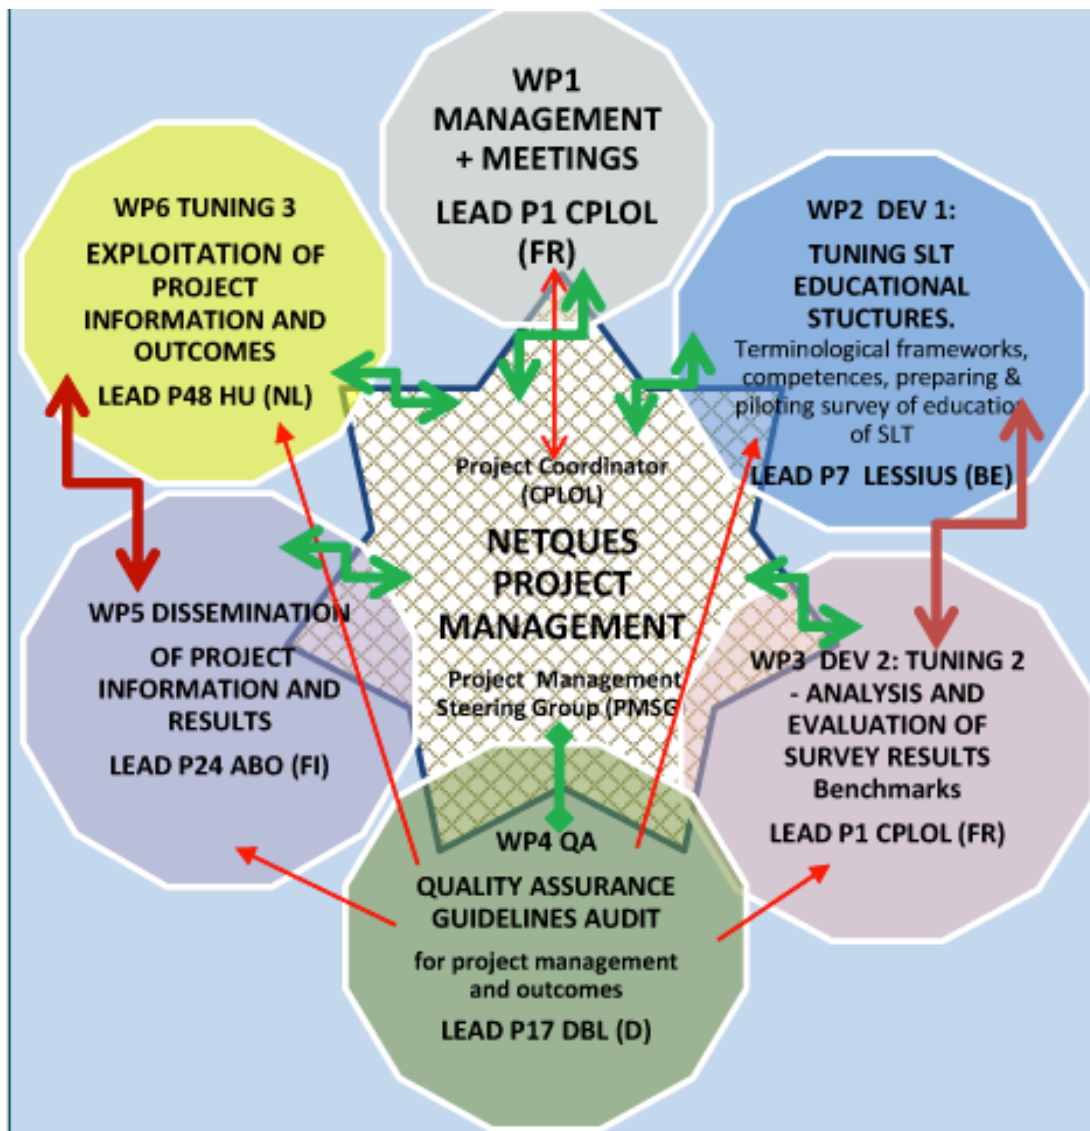 WP1
MANAGEMENT
+ MEETINGS
LEAD P1 CPLOL
(FR)
WP6 TUNING 3
EXPLOITATION OF
PROJECT
INFORMATION AND
OUTCOMES
LEAD P48 HU (NL)
WP2 DEV 1:
TUNING SLT
EDUCATIONAL
STUCTURES.
Terminological frameworks,
competences, preparing &
piloting survey of education
of SLT
LEAD P7 LESSIUS (BE)
Project Coordinator
(CPLOL)
NETQUES
PROJECT
MANAGEMENT
Project Management
Steering Group (PMSG
WP5 DISSEMINATION
OF PROJECT
INFORMATION AND
RESULTS
LEAD P24 ABO (FI)
WP3 DEV 2: TUNING 2
- ANALYSIS AND
EVALUATION OF
SURVEY RESULTS
Benchmarks
LEAD P1 CPLOL (FR)
WP4 QA
QUALITY ASSURANCE
GUIDELINES AUDIT
for project management
and outcomes
LEAD P17 DBL (D)